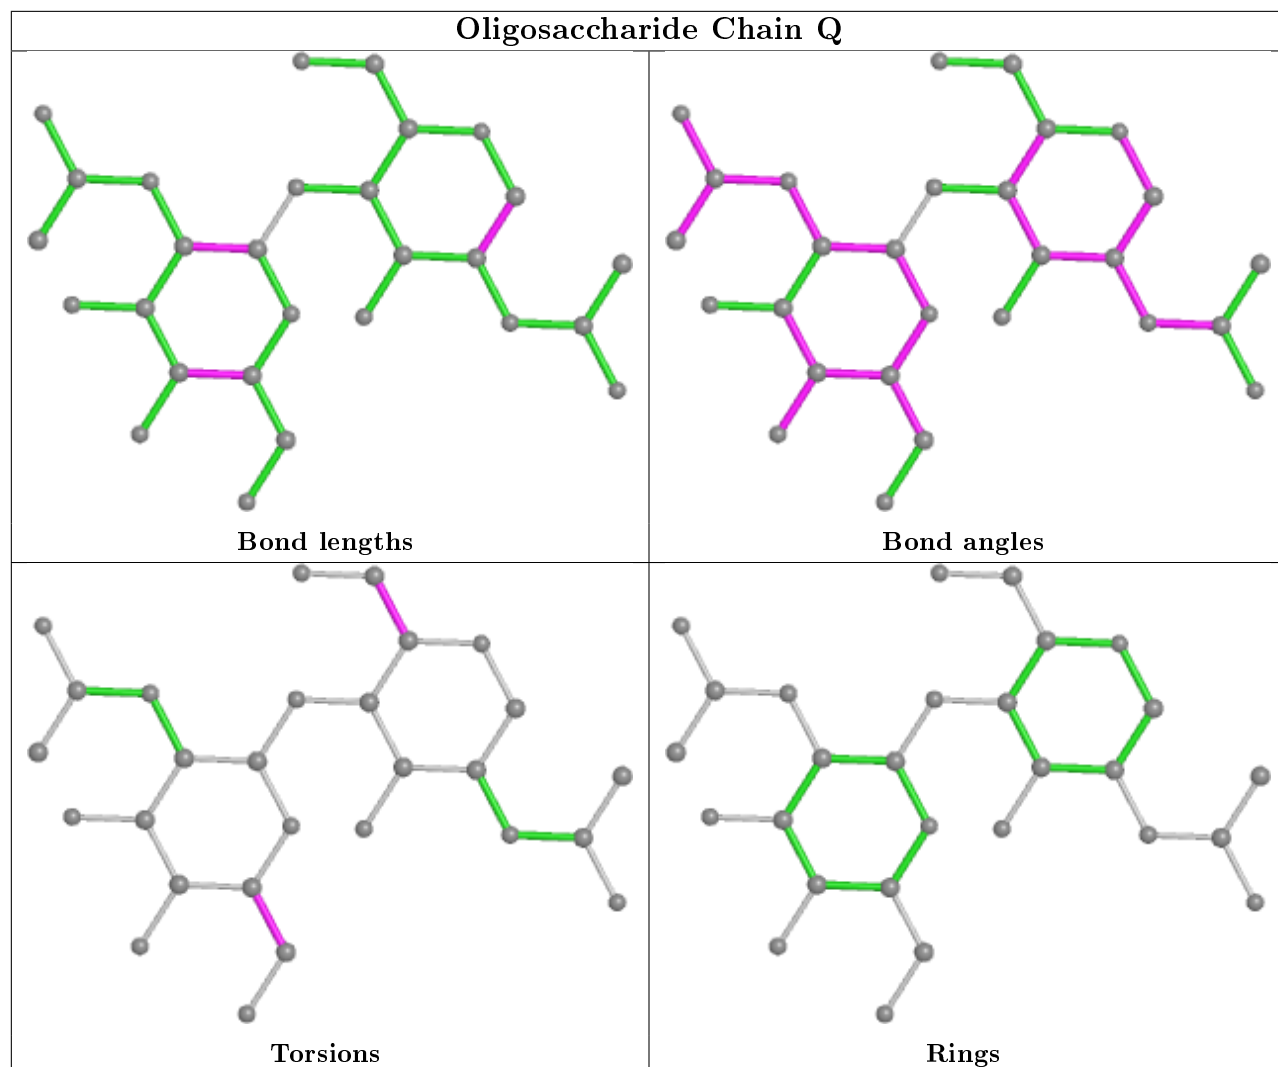 Oligosaccharide Chain Q
Bond lengths
Bond angles
Torsions
Rings